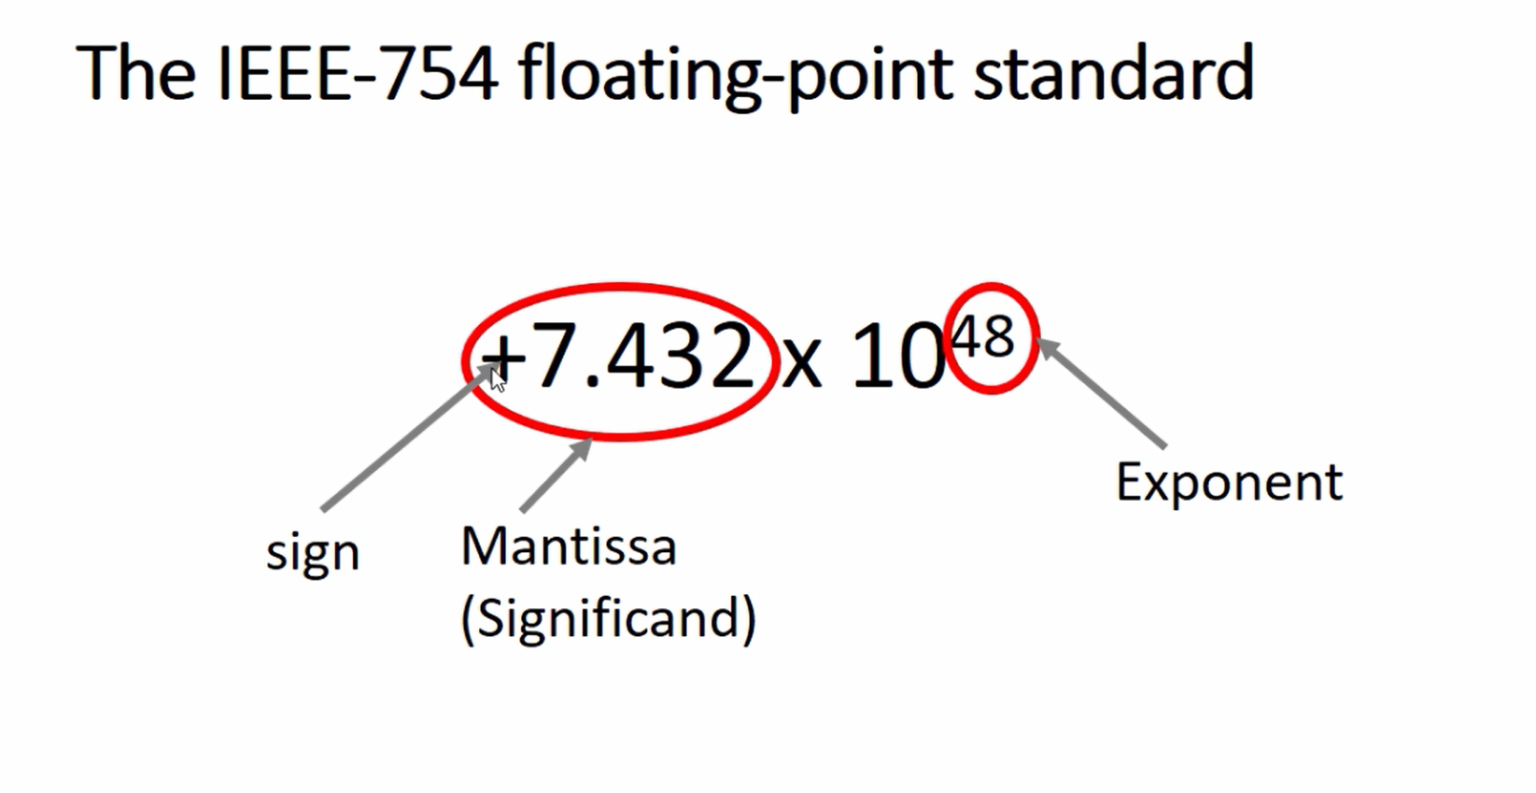 The IEEE-754 floating-point standard
+7.432 x 10^48
Exponent
sign
Mantissa
(Significand)